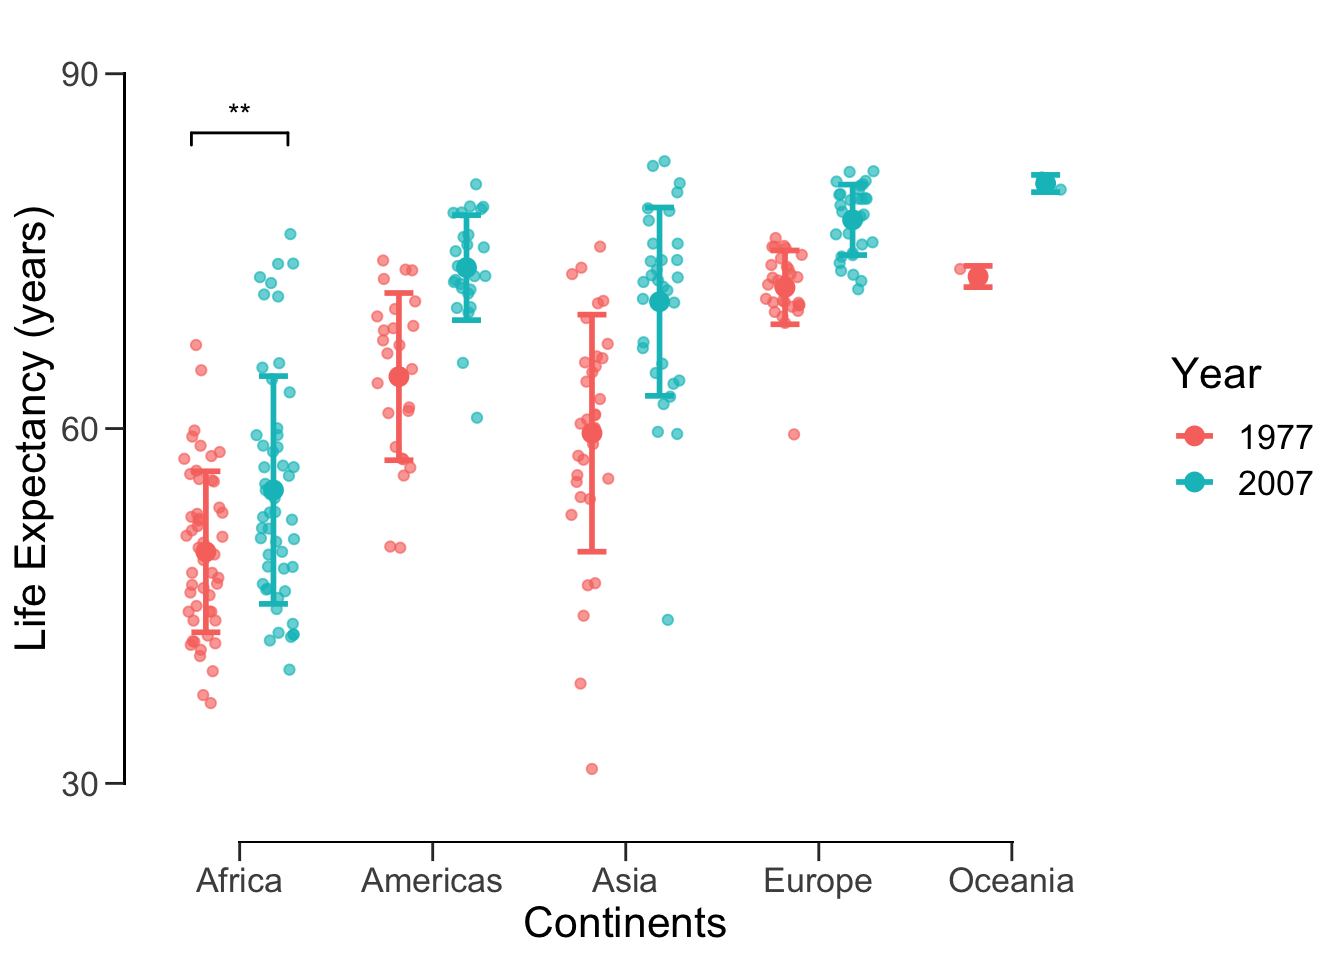 90
**
60
30
Life Expectancy (years)
Africa
Americas
Asia
Europe
Oceania
Continents
Year
1977
2007